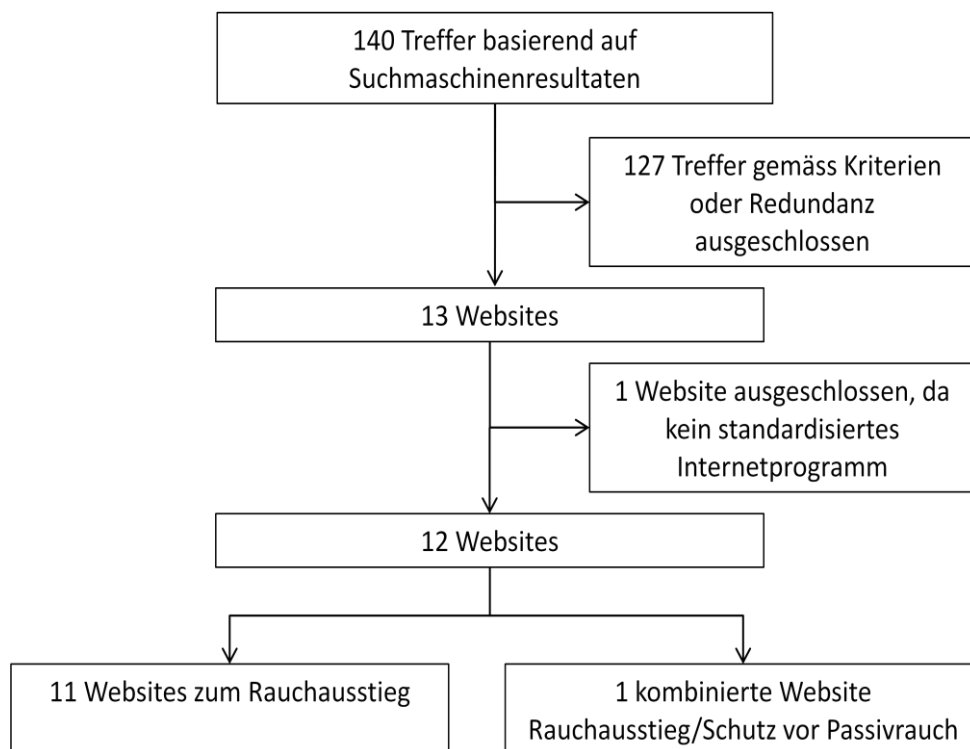 140 Treffer basierend auf
Suchmaschinenresultaten
127 Treffer gemäss Kriterien
oder Redundanz
ausgeschlossen
13 Websites
1 Website ausgeschlossen, da
kein standardisiertes
Internetprogramm
12 Websites
11 Websites zum Rauchausstieg
1 kombinierte Website
Rauchausstieg/Schutz vor Passivrauch